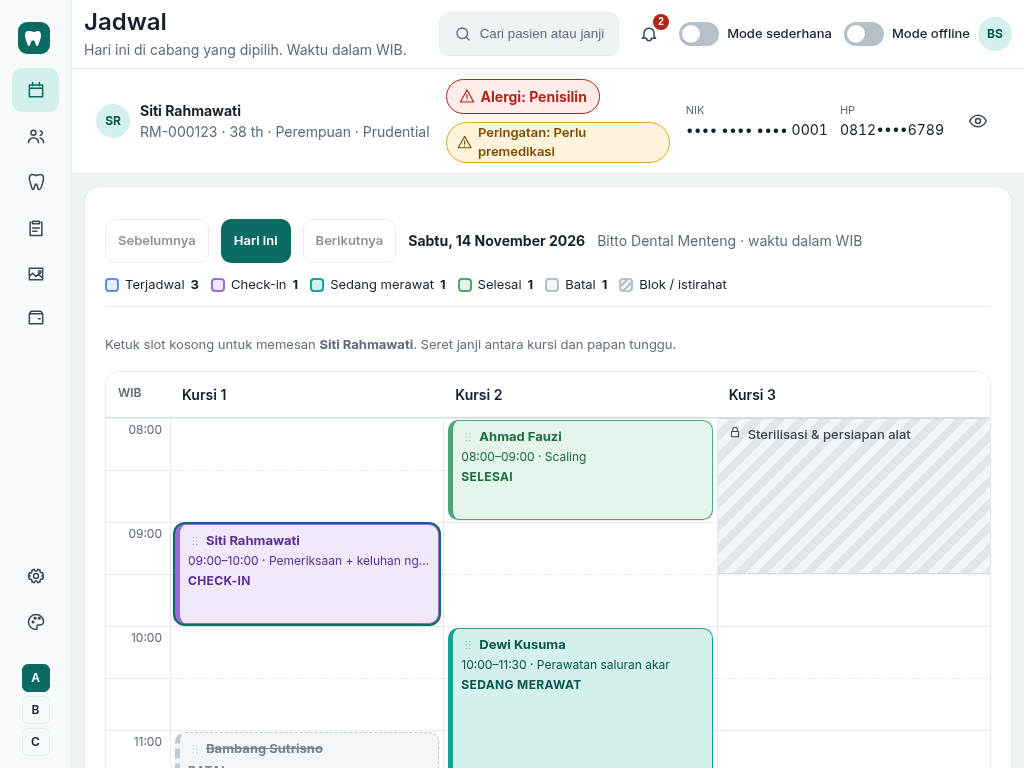 Jadwal
Hari ini di cabang yang dipilih. Waktu dalam WIB.
Cari pasien atau janji
2
Mode sederhana
Mode offline
BS
SR
Siti Rahmawati
RM-000123 · 38 th · Perempuan · Prudential
Alergi: Penisilin
Peringatan: Perlu
premedikasi
NIK
•••• •••• •••• 0001
HP
0812••••6789
Sebelumnya
Hari Ini
Berikutnya
Sabtu, 14 November 2026
Bitto Dental Menteng · waktu dalam WIB
Terjadwal 3
Check-in 1
Sedang merawat 1
Selesai 1
Batal 1
Blok / istirahat
Ketuk slot kosong untuk memesan Siti Rahmawati. Seret janji antara kursi dan papan tunggu.
WIB
Kursi 1
Kursi 2
Kursi 3
08:00
Ahmad Fauzi
08:00–09:00 · Scaling
SELESAI
Sterilisasi & persiapan alat
09:00
Siti Rahmawati
09:00–10:00 · Pemeriksaan + keluhan ng…
CHECK-IN
10:00
Dewi Kusuma
10:00–11:30 · Perawatan saluran akar
SEDANG MERAWAT
11:00
Bambang Sutrisno
BATAL
A
B
C